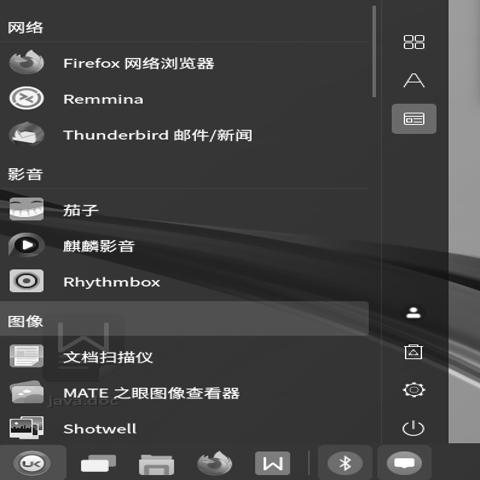 网络
Firefox 网络浏览器
Remmina
Thunderbird 邮件/新闻
影音
茄子
麒麟影音
Rhythmbox
图像
文档扫描仪
MATE 之眼图像查看器
java.doc
Shotwell